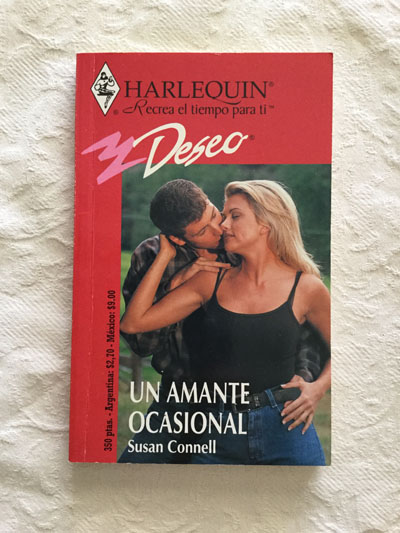 HARLEQUIN®
® Recrea el tiempo para ti™
Deseo®
350 ptas. - Argentina: $2,70 - México: $9.00
UN AMANTE
OCASIONAL
Susan Connell